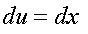 du = dx